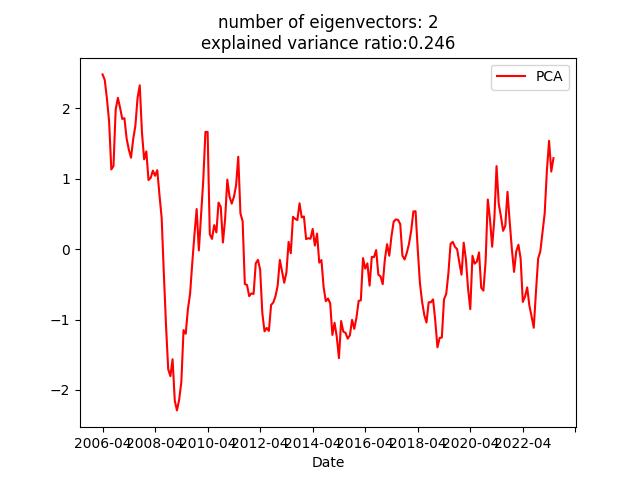 number of eigenvectors: 2
explained variance ratio:0.246
PCA
2
1
0
−1
−2
2006-04 2008-04 2010-04 2012-04 2014-04 2016-04 2018-04 2020-04 2022-04
Date